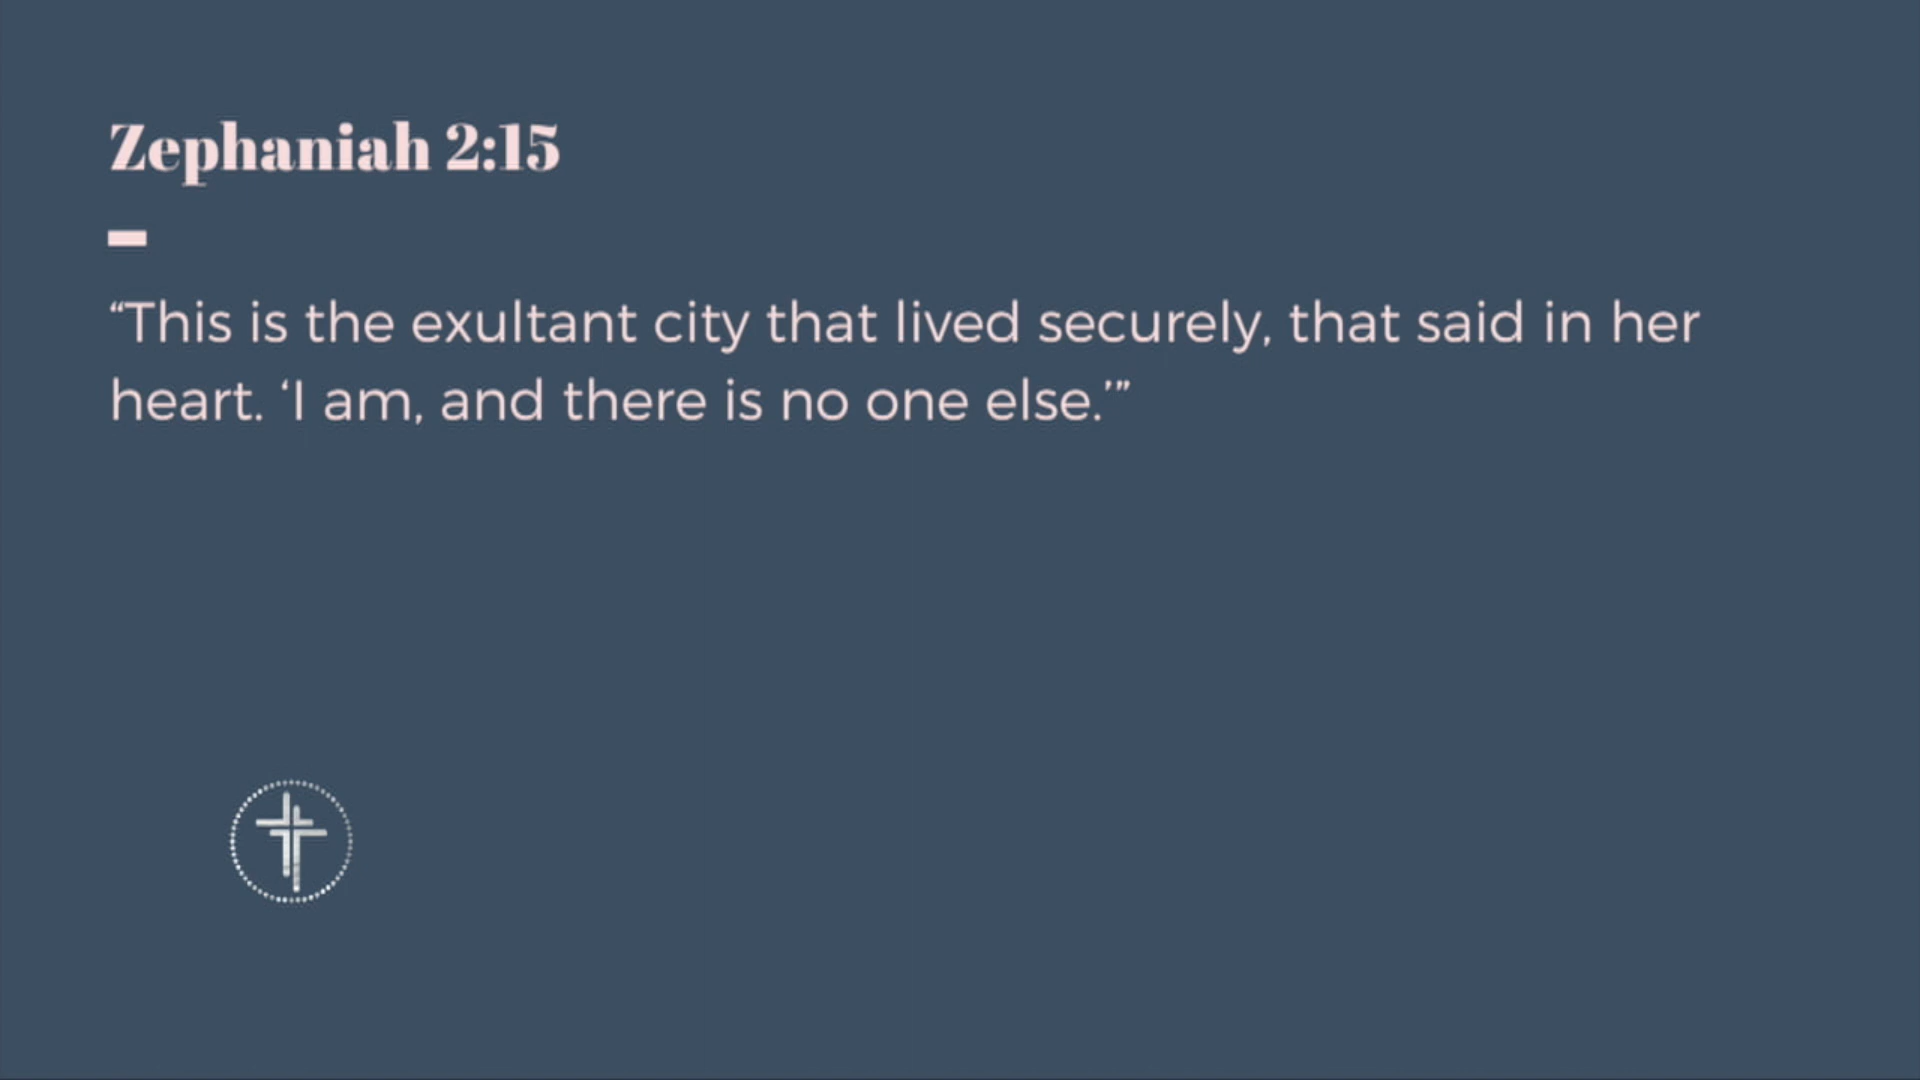 Zephaniah 2:15
“This is the exultant city that lived securely, that said in her
heart. ‘I am, and there is no one else.’”